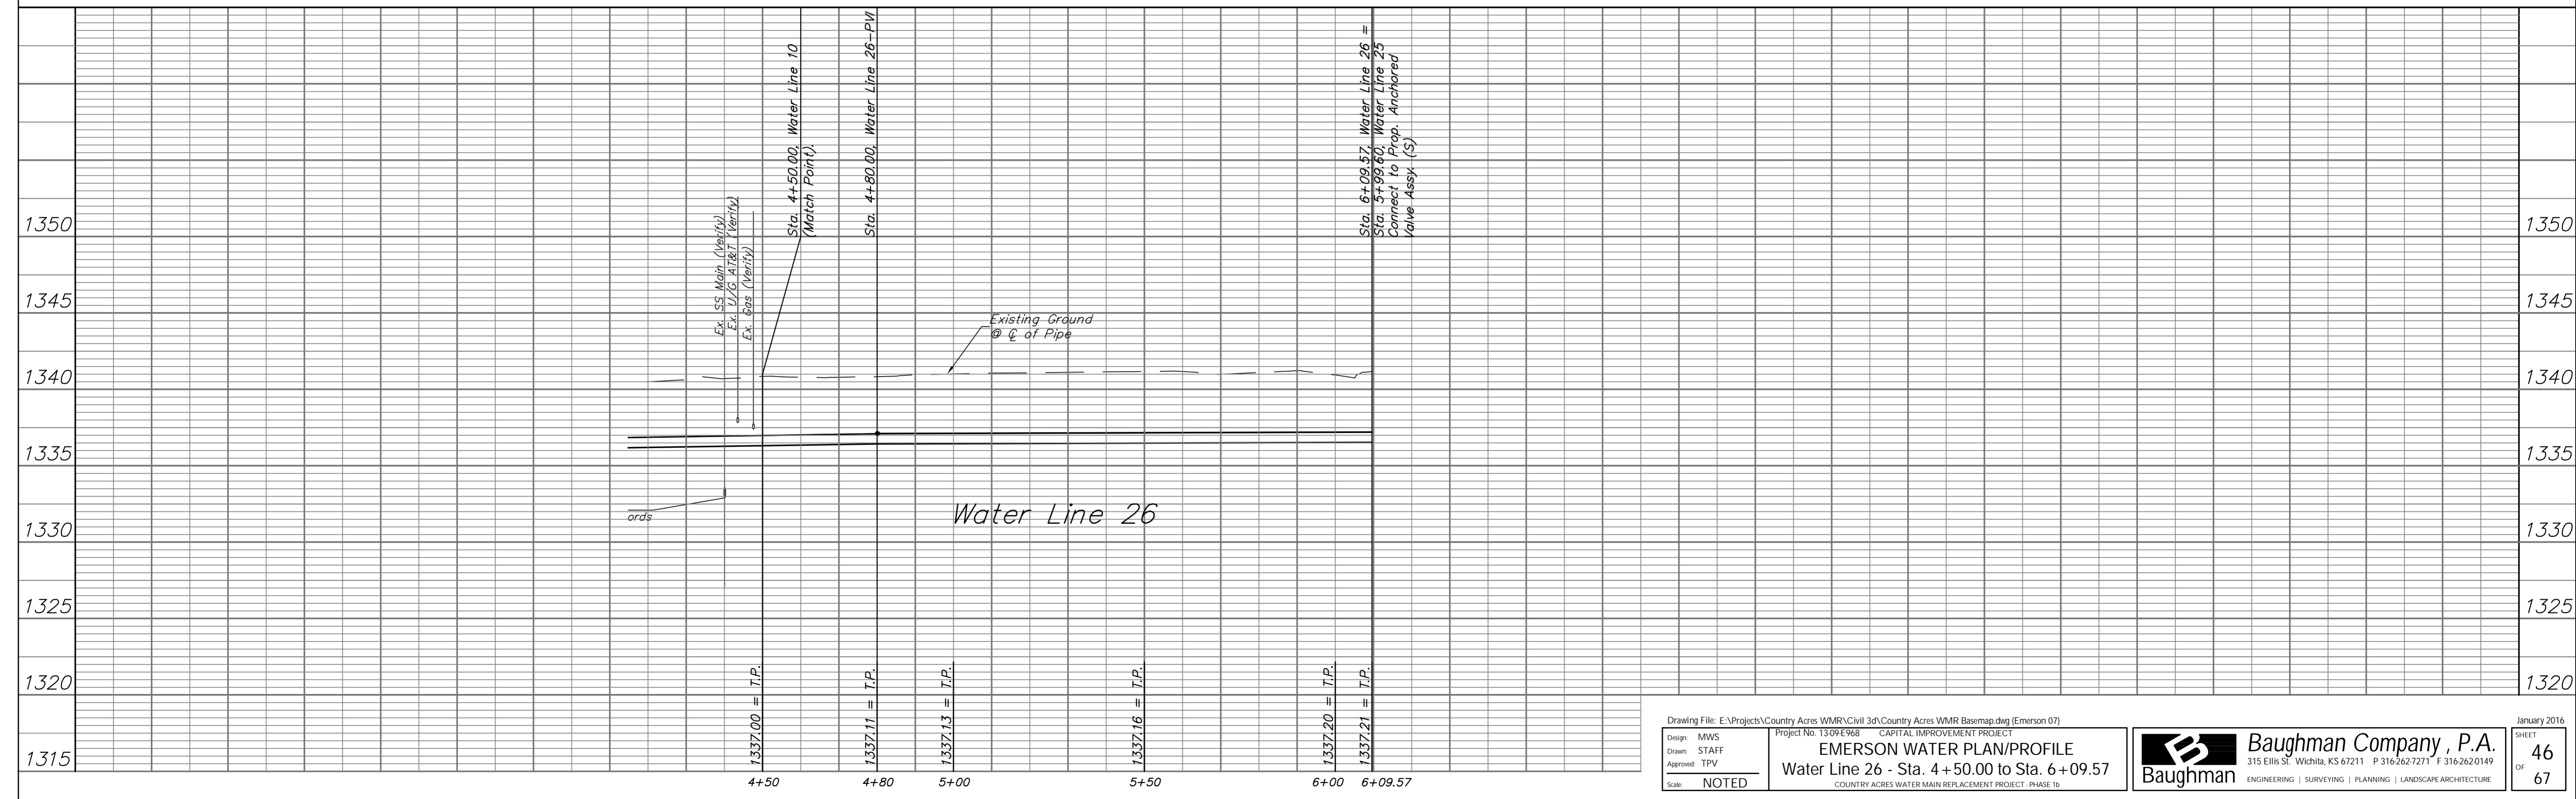 Sta. 4+50.00, Water Line 10
(Match Point).
Sta. 4+80.00, Water Line 26-PVI
Sta. 6+09.57, Water Line 26 =
Sta. 5+99.60, Water Line 25
Connect to Prop. Anchored
Valve Assy. (S)
Ex. SS Main (Verify)
Ex. U/G AT&T (Verify)
Ex. Gas (Verify)
1350
1350
1345
1345
Existing Ground
@ ℄ of Pipe
1340
1340
1335
1335
ords
Water Line 26
1330
1330
1325
1325
1320
1320
1315
1337.00 = T.P.
1337.11 = T.P.
1337.13 = T.P.
1337.16 = T.P.
1337.20 = T.P.
1337.21 = T.P.
4+50
4+80
5+00
5+50
6+00
6+09.57
Drawing File: E:\Projects\Country Acres WMR\Civil 3d\Country Acres WMR Basemap.dwg (Emerson 07)
January 2016
Design: MWS
Drawn: STAFF
Approved: TPV
Scale: NOTED
Project No. 13-09-E968 CAPITAL IMPROVEMENT PROJECT
EMERSON WATER PLAN/PROFILE
Water Line 26 - Sta. 4+50.00 to Sta. 6+09.57
COUNTRY ACRES WATER MAIN REPLACEMENT PROJECT - PHASE 1b
Baughman
Baughman Company, P.A.
315 Ellis St. Wichita, KS 67211 P 316-262-7271 F 316-262-0149
ENGINEERING | SURVEYING | PLANNING | LANDSCAPE ARCHITECTURE
SHEET
46
OF
67